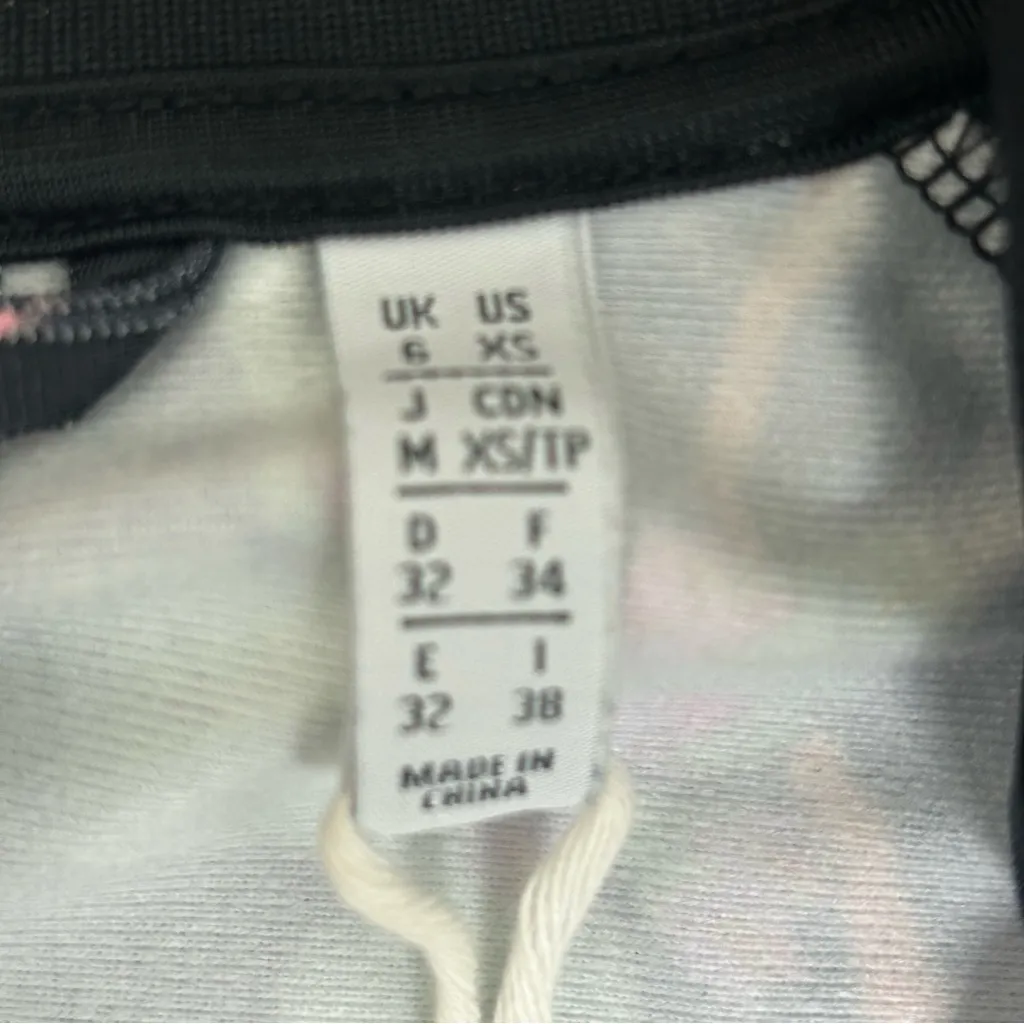 UK US
6 XS
J CDN
M XS/TP
D F
32 34
E I
32 38
MADE IN
CHINA